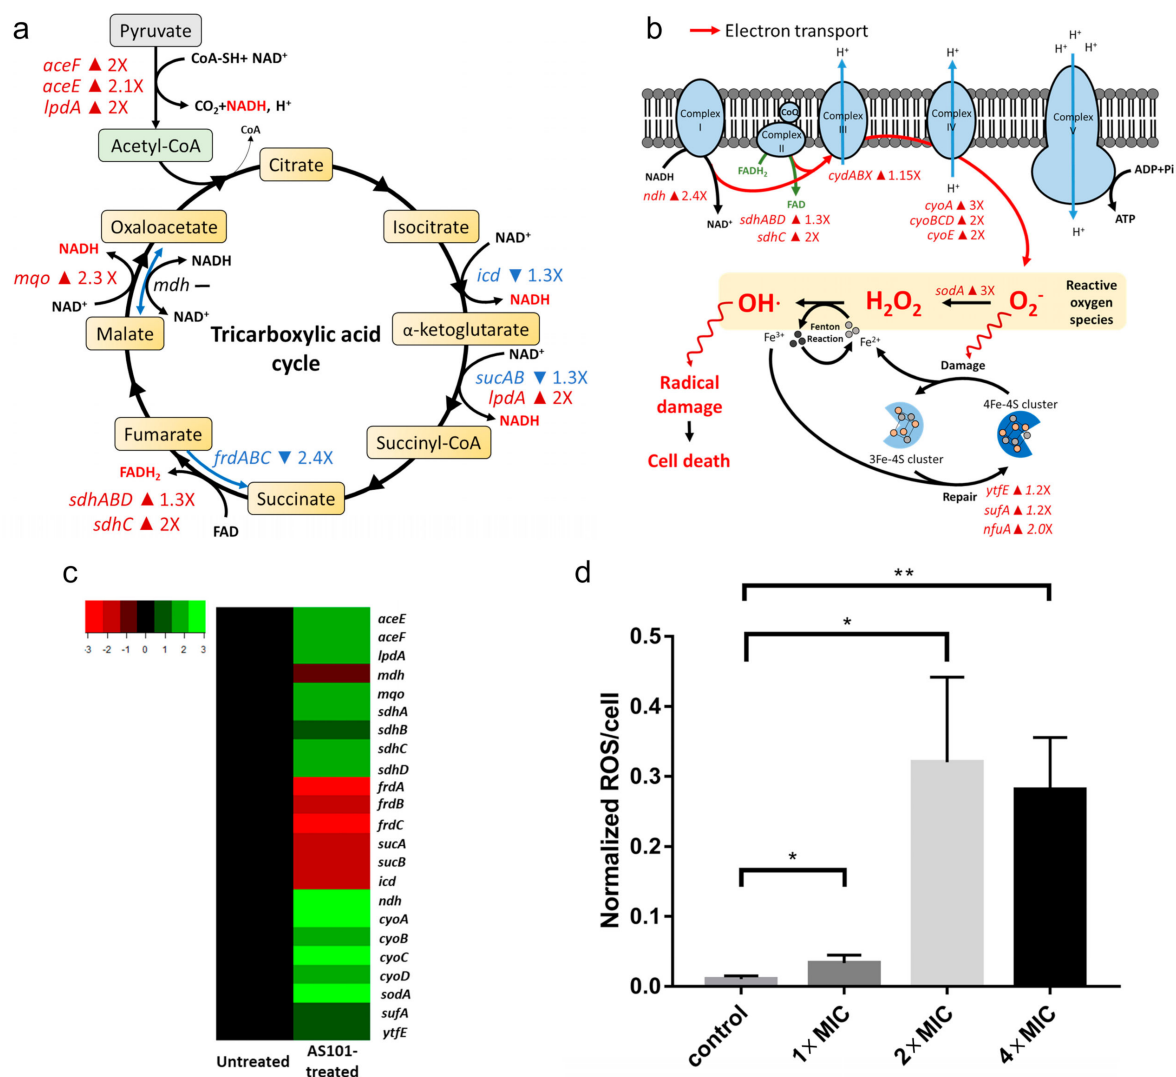 a
Pyruvate
aceF ▲ 2X
aceE ▲ 2.1X
lpdA ▲ 2X
CoA-SH+ NAD⁺
CO₂+NADH, H⁺
CoA
Acetyl-CoA
Citrate
Oxaloacetate
Isocitrate
NADH
NADH
NAD⁺
mqo ▲ 2.3 X
mdh —
icd ▼ 1.3X
NAD⁺
NAD⁺
NADH
Malate
Tricarboxylic acid
cycle
α-ketoglutarate
NAD⁺
sucAB ▼ 1.3X
lpdA ▲ 2X
NADH
Fumarate
Succinyl-CoA
frdABC ▼ 2.4X
FADH₂
Succinate
sdhABD ▲ 1.3X
sdhC ▲ 2X
FAD
b
Electron transport
H⁺
H⁺
H⁺
H⁺
H⁺
H⁺
Complex
I
CoQ
Complex
II
Complex
III
Complex
IV
Complex
V
NADH
FADH₂
ndh ▲ 2.4X
NAD⁺
FAD
cydABX ▲ 1.15X
H⁺
ADP+Pi
ATP
H⁺
sdhABD ▲ 1.3X
sdhC ▲ 2X
cyoA ▲ 3X
cyoBCD ▲ 2X
cyoE ▲ 2X
OH·
H₂O₂
sodA ▲ 3X
O₂⁻
Reactive
oxygen
species
Fe³⁺
Fenton
Reaction
Fe²⁺
Damage
Radical
damage
Cell death
4Fe-4S cluster
3Fe-4S cluster
Repair
ytfE ▲ 1.2X
sufA ▲ 1.2X
nfuA ▲ 2.0X
c
-3 -2 -1 0 1 2 3
aceE
aceF
lpdA
mdh
mqo
sdhA
sdhB
sdhC
sdhD
frdA
frdB
frdC
sucA
sucB
icd
ndh
cyoA
cyoB
cyoC
cyoD
sodA
sufA
ytfE
Untreated
AS101-
treated
d
**
*
*
Normalized ROS/cell
0.5
0.4
0.3
0.2
0.1
0.0
control
1× MIC
2× MIC
4× MIC